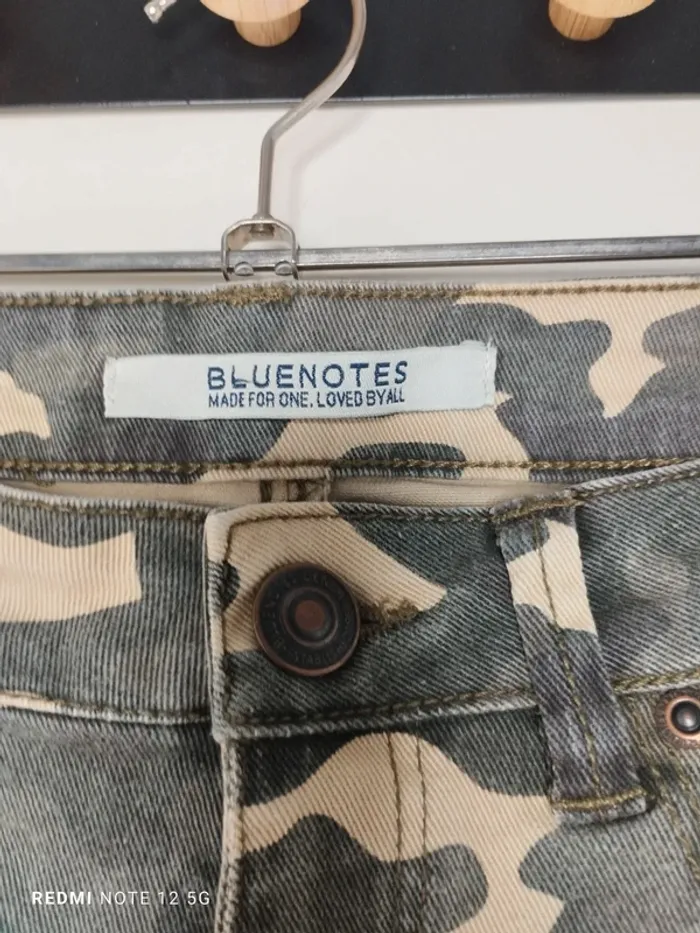 BLUENOTES
MADE FOR ONE. LOVED BY ALL
REDMI NOTE 12 5G